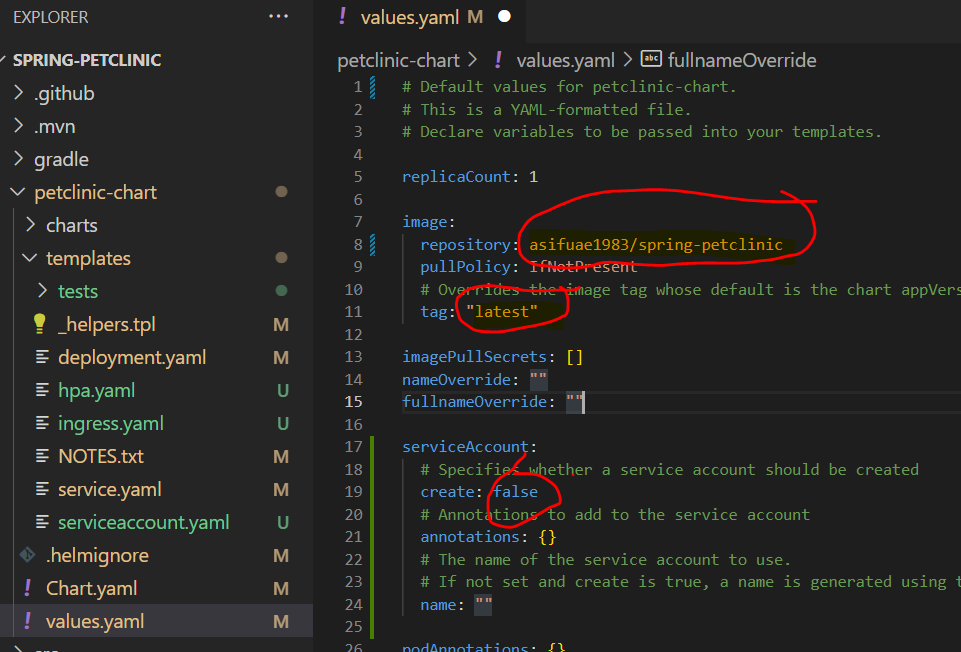 EXPLORER
···
SPRING-PETCLINIC
.github
.mvn
gradle
petclinic-chart
charts
templates
tests
_helpers.tpl M
deployment.yaml M
hpa.yaml U
ingress.yaml U
NOTES.txt M
service.yaml M
serviceaccount.yaml U
.helmignore M
! Chart.yaml M
! values.yaml M
! values.yaml M
petclinic-chart > ! values.yaml > abc fullnameOverride
1 # Default values for petclinic-chart.
2 # This is a YAML-formatted file.
3 # Declare variables to be passed into your templates.
4
5 replicaCount: 1
6
7 image:
8 repository: asifuae1983/spring-petclinic
9 pullPolicy: IfNotPresent
10 # Overrides the image tag whose default is the chart appVers
11 tag: "latest"
12
13 imagePullSecrets: []
14 nameOverride: ""
15 fullnameOverride: ""
16
17 serviceAccount:
18 # Specifies whether a service account should be created
19 create: false
20 # Annotations to add to the service account
21 annotations: {}
22 # The name of the service account to use.
23 # If not set and create is true, a name is generated using t
24 name: ""
25
26 podAnnotations: {}